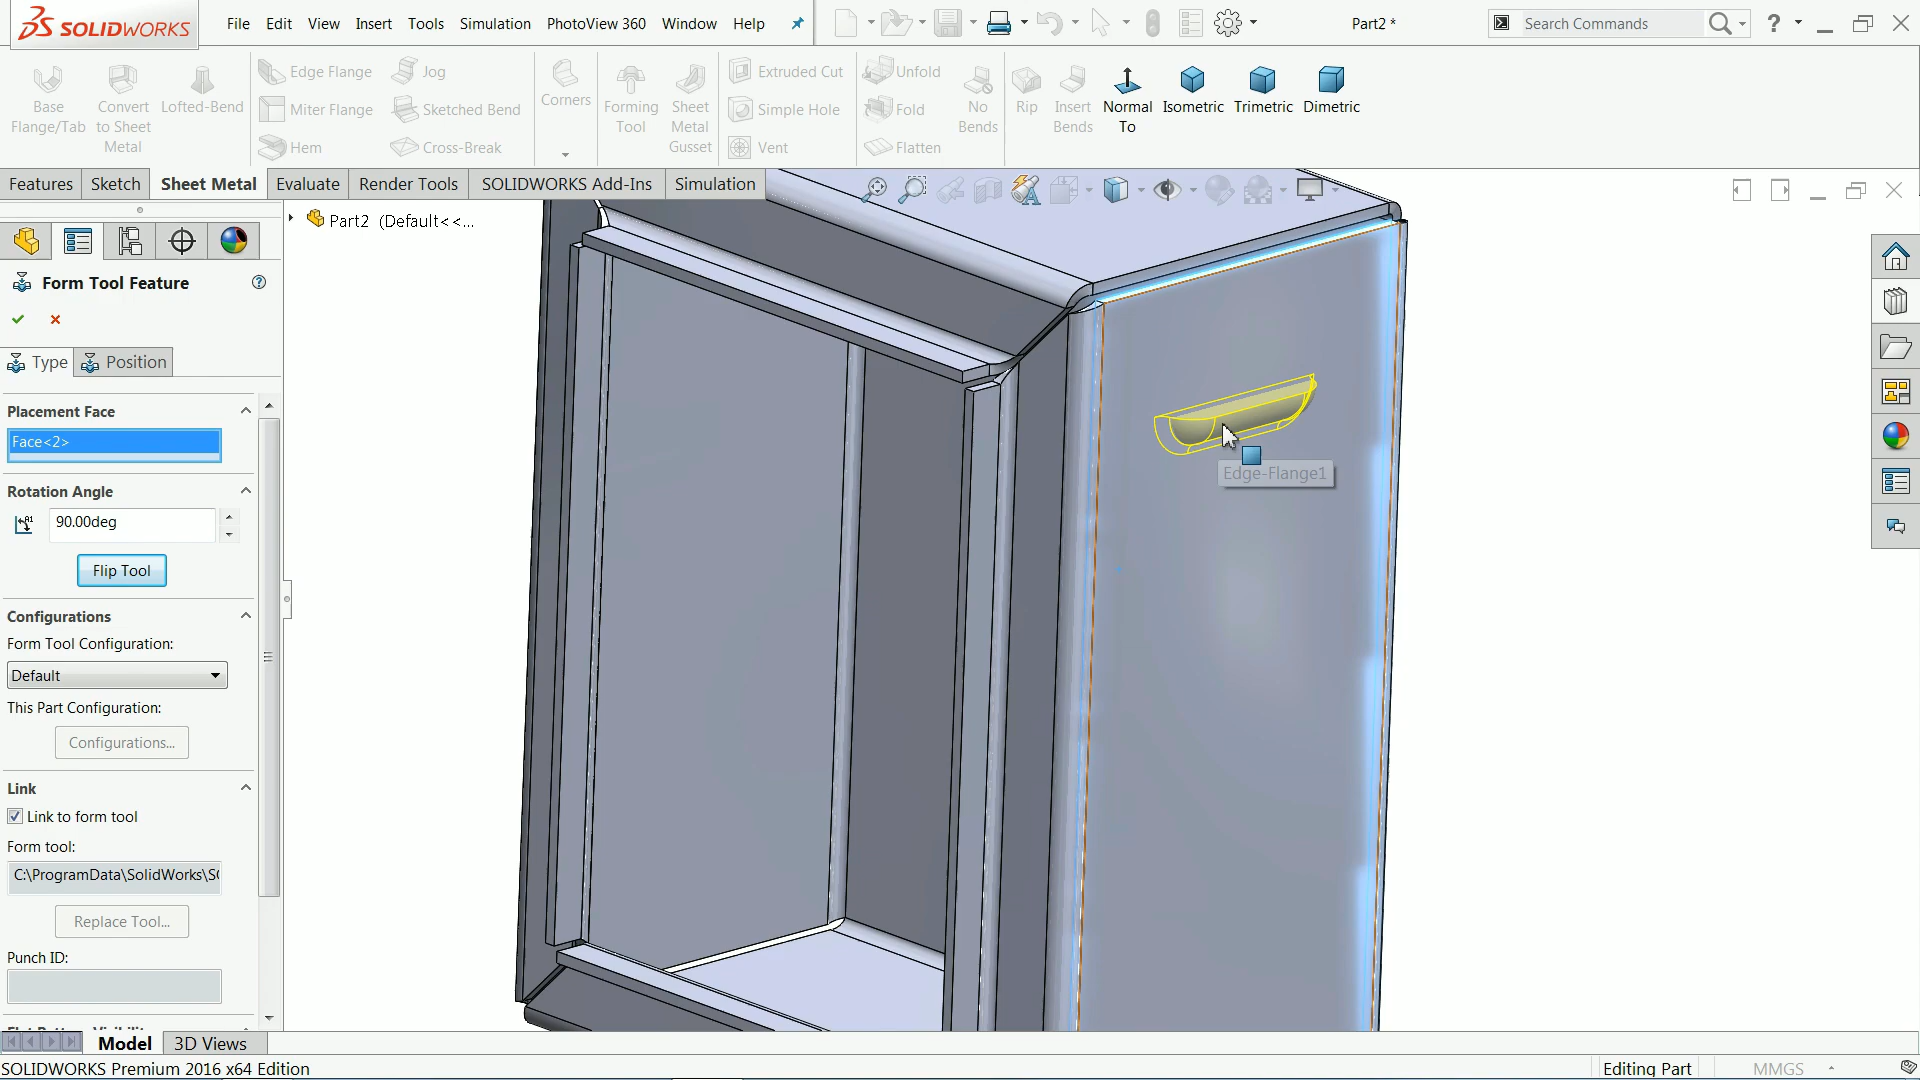 SOLIDWORKS File Edit View Insert Tools Simulation PhotoView 360 Window Help Part2 * Search Commands ?
Edge Flange Jog Extruded Cut Unfold
Base Flange/Tab Convert to Sheet Metal Lofted-Bend Miter Flange Sketched Bend Corners Forming Tool Sheet Metal Gusset Simple Hole Fold No Bends Rip Insert Bends Normal To Isometric Trimetric Dimetric
Hem Cross-Break Vent Flatten
Features Sketch Sheet Metal Evaluate Render Tools SOLIDWORKS Add-Ins Simulation
Part2 (Default<<...
Form Tool Feature
Type Position
Placement Face
Face<2>
Rotation Angle
90.00deg
Flip Tool
Configurations
Form Tool Configuration:
Default
This Part Configuration:
Configurations...
Link
Link to form tool
Form tool:
C:\ProgramData\SolidWorks\S
Replace Tool...
Punch ID:
Edge-Flange1
Model 3D Views
SOLIDWORKS Premium 2016 x64 Edition Editing Part MMGS